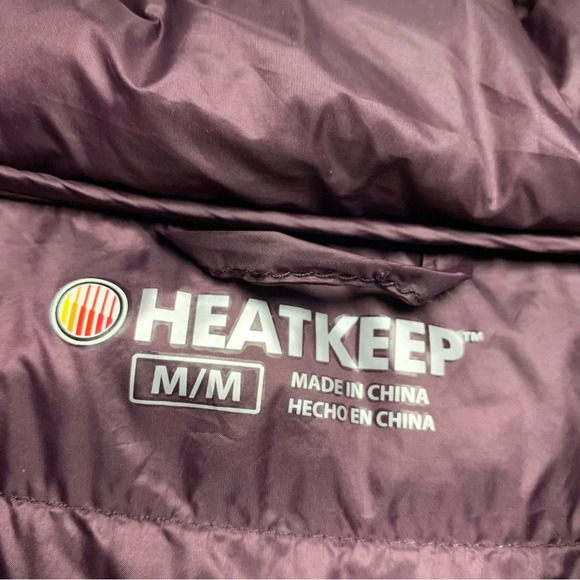 HEATKEEP™
M/M
MADE IN CHINA
HECHO EN CHINA